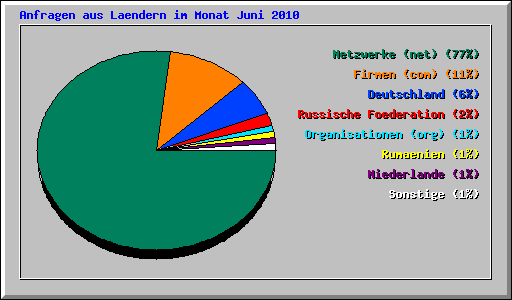 Anfragen aus Laendern im Monat Juni 2010
Netzwerke (net) (77%)
Firmen (com) (11%)
Deutschland (6%)
Russische Foederation (2%)
Organisationen (org) (1%)
Rumaenien (1%)
Niederlande (1%)
Sonstige (1%)